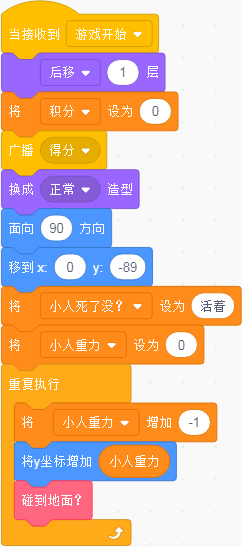 当接收到 游戏开始
后移 1 层
将 积分 设为 0
广播 得分
换成 正常 造型
面向 90 方向
移到 x: 0 y: -89
将 小人死了没? 设为 活着
将 小人重力 设为 0
重复执行
将 小人重力 增加 -1
将y坐标增加 小人重力
碰到地面?